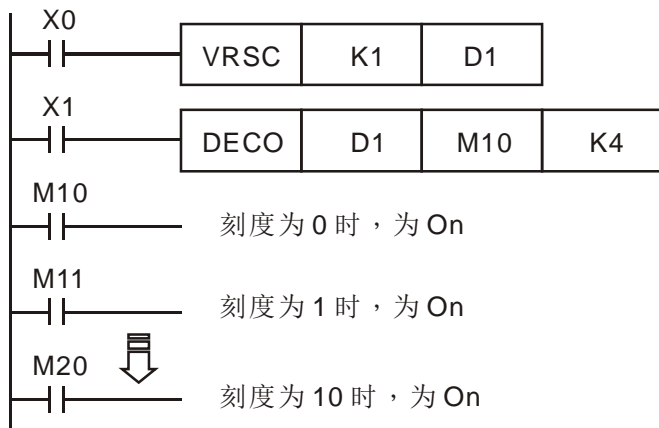 X0
VRSC K1 D1
X1
DECO D1 M10 K4
M10
刻度为 0 时，为 On
M11
刻度为 1 时，为 On
M20
刻度为 10 时，为 On